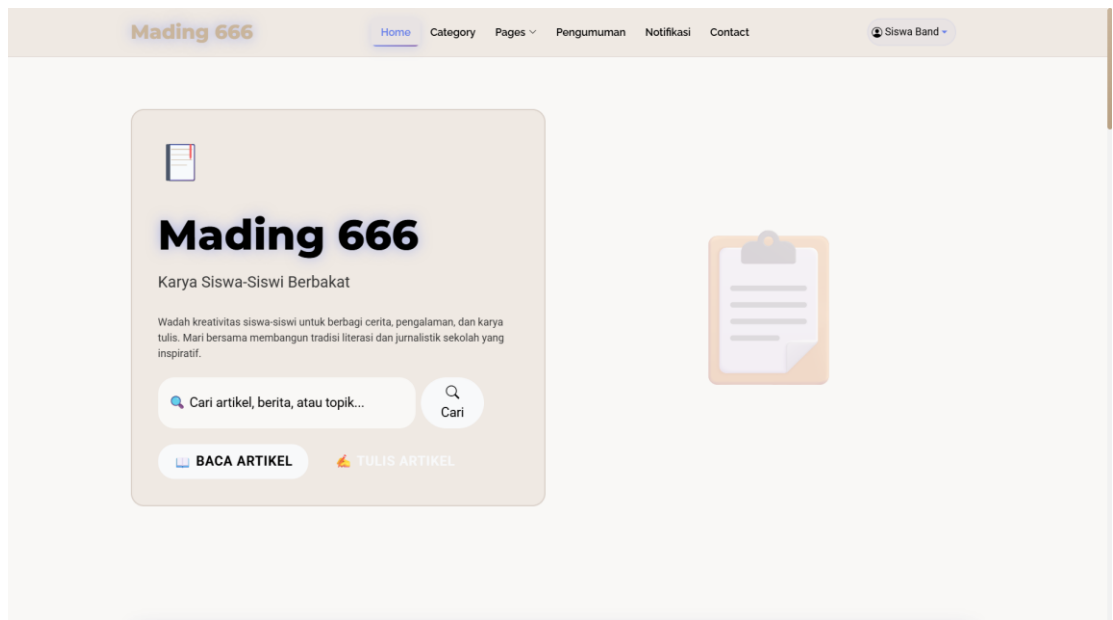 Mading 666
Home Category Pages Pengumuman Notifikasi Contact
Siswa Band
Mading 666
Karya Siswa-Siswi Berbakat
Wadah kreativitas siswa-siswi untuk berbagi cerita, pengalaman, dan karya
tulis. Mari bersama membangun tradisi literasi dan jurnalistik sekolah yang
inspiratif.
🔍 Cari artikel, berita, atau topik...
Cari
📖 BACA ARTIKEL
✍️ TULIS ARTIKEL